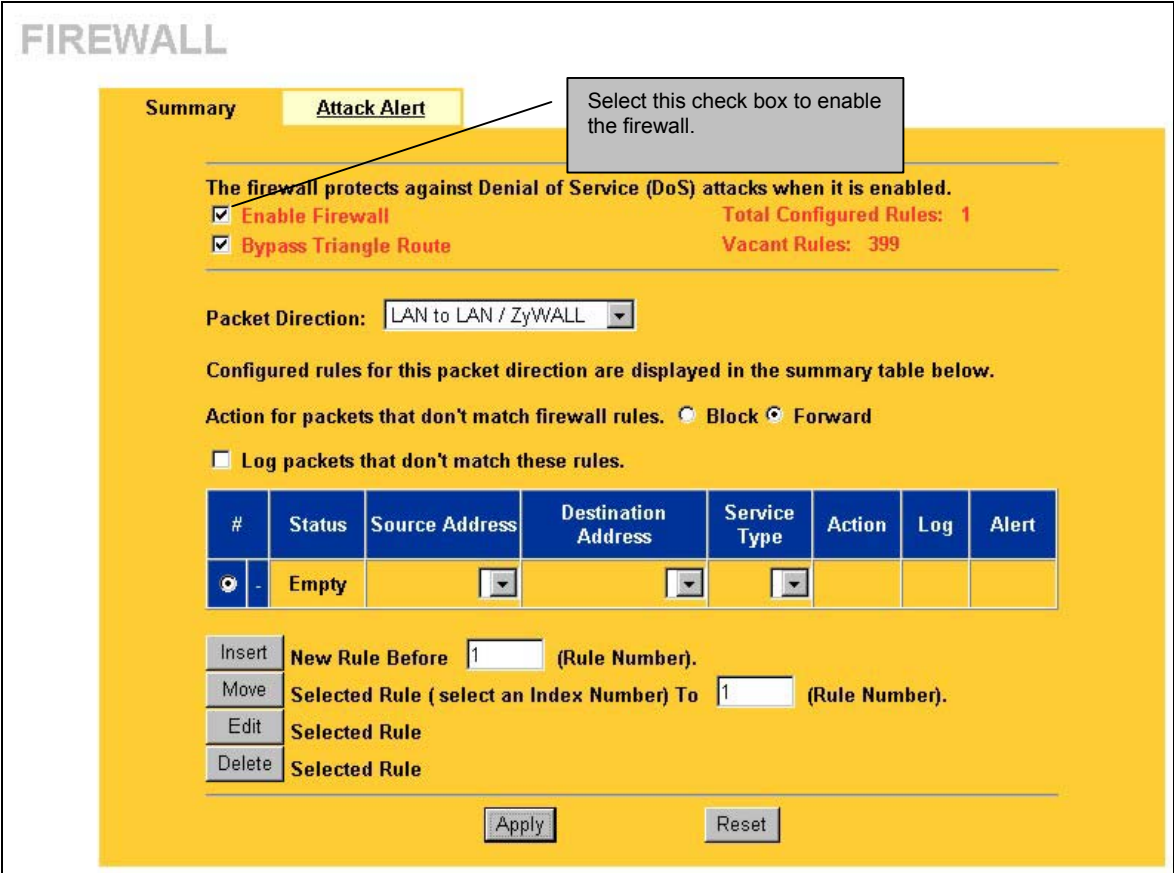 FIREWALL
Summary
Attack Alert
Select this check box to enable
the firewall.
The firewall protects against Denial of Service (DoS) attacks when it is enabled.
Enable Firewall
Total Configured Rules: 1
Bypass Triangle Route
Vacant Rules: 399
Packet Direction: LAN to LAN / ZyWALL
Configured rules for this packet direction are displayed in the summary table below.
Action for packets that don't match firewall rules. Block Forward
Log packets that don't match these rules.
# Status Source Address Destination Address Service Type Action Log Alert
- Empty
Insert New Rule Before 1 (Rule Number).
Move Selected Rule ( select an Index Number) To 1 (Rule Number).
Edit Selected Rule
Delete Selected Rule
Apply Reset